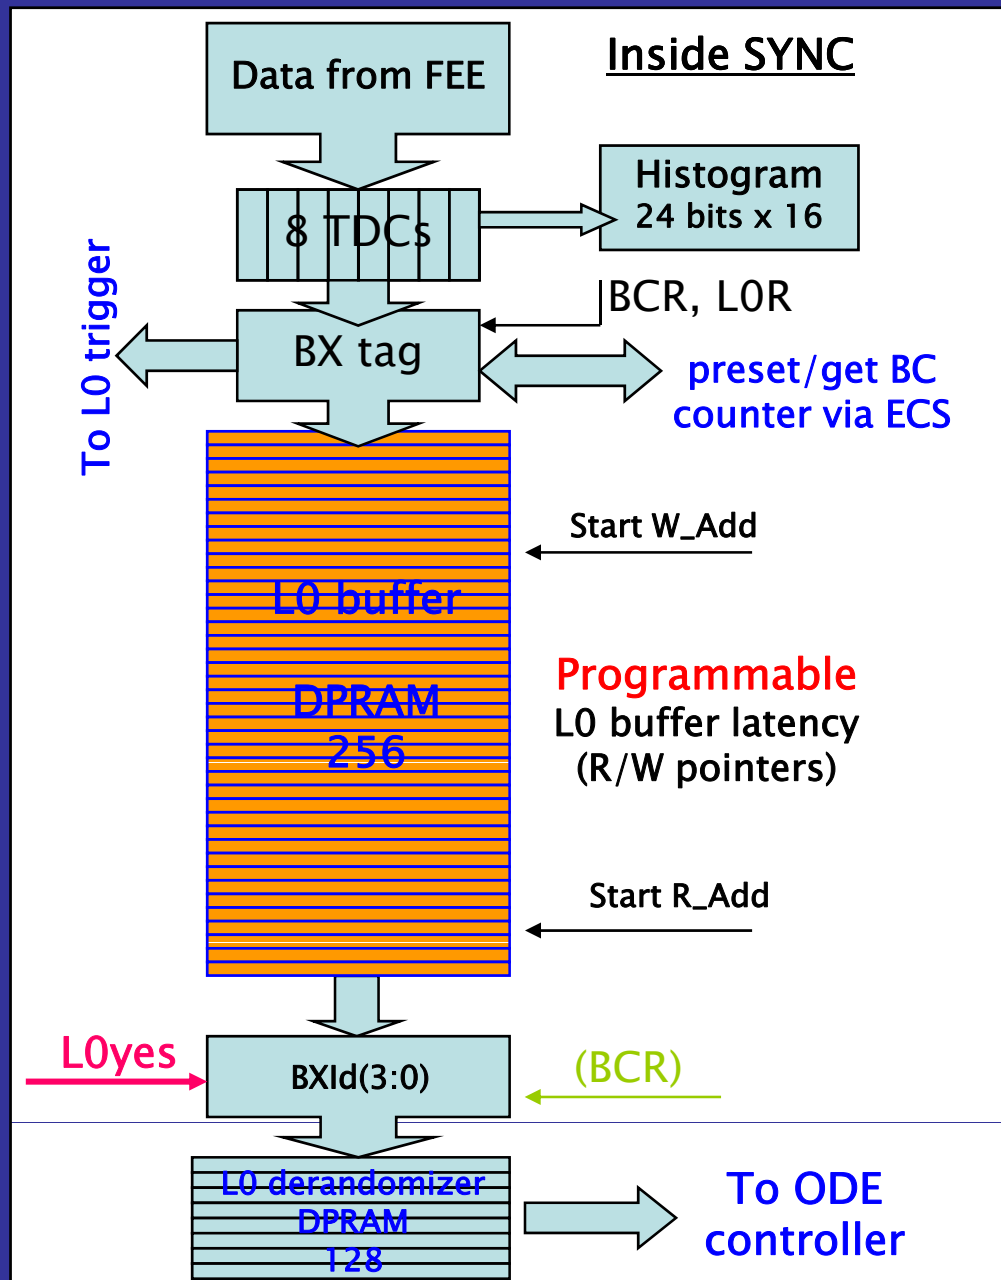 Inside SYNC
Data from FEE
Histogram
24 bits x 16
8 TDCs
BCR, L0R
To L0 trigger
BX tag
preset/get BC
counter via ECS
Start W_Add
L0 buffer
DPRAM
256
Programmable
L0 buffer latency
(R/W pointers)
Start R_Add
L0yes
BXId(3:0)
(BCR)
L0 derandomizer
DPRAM
128
To ODE
controller